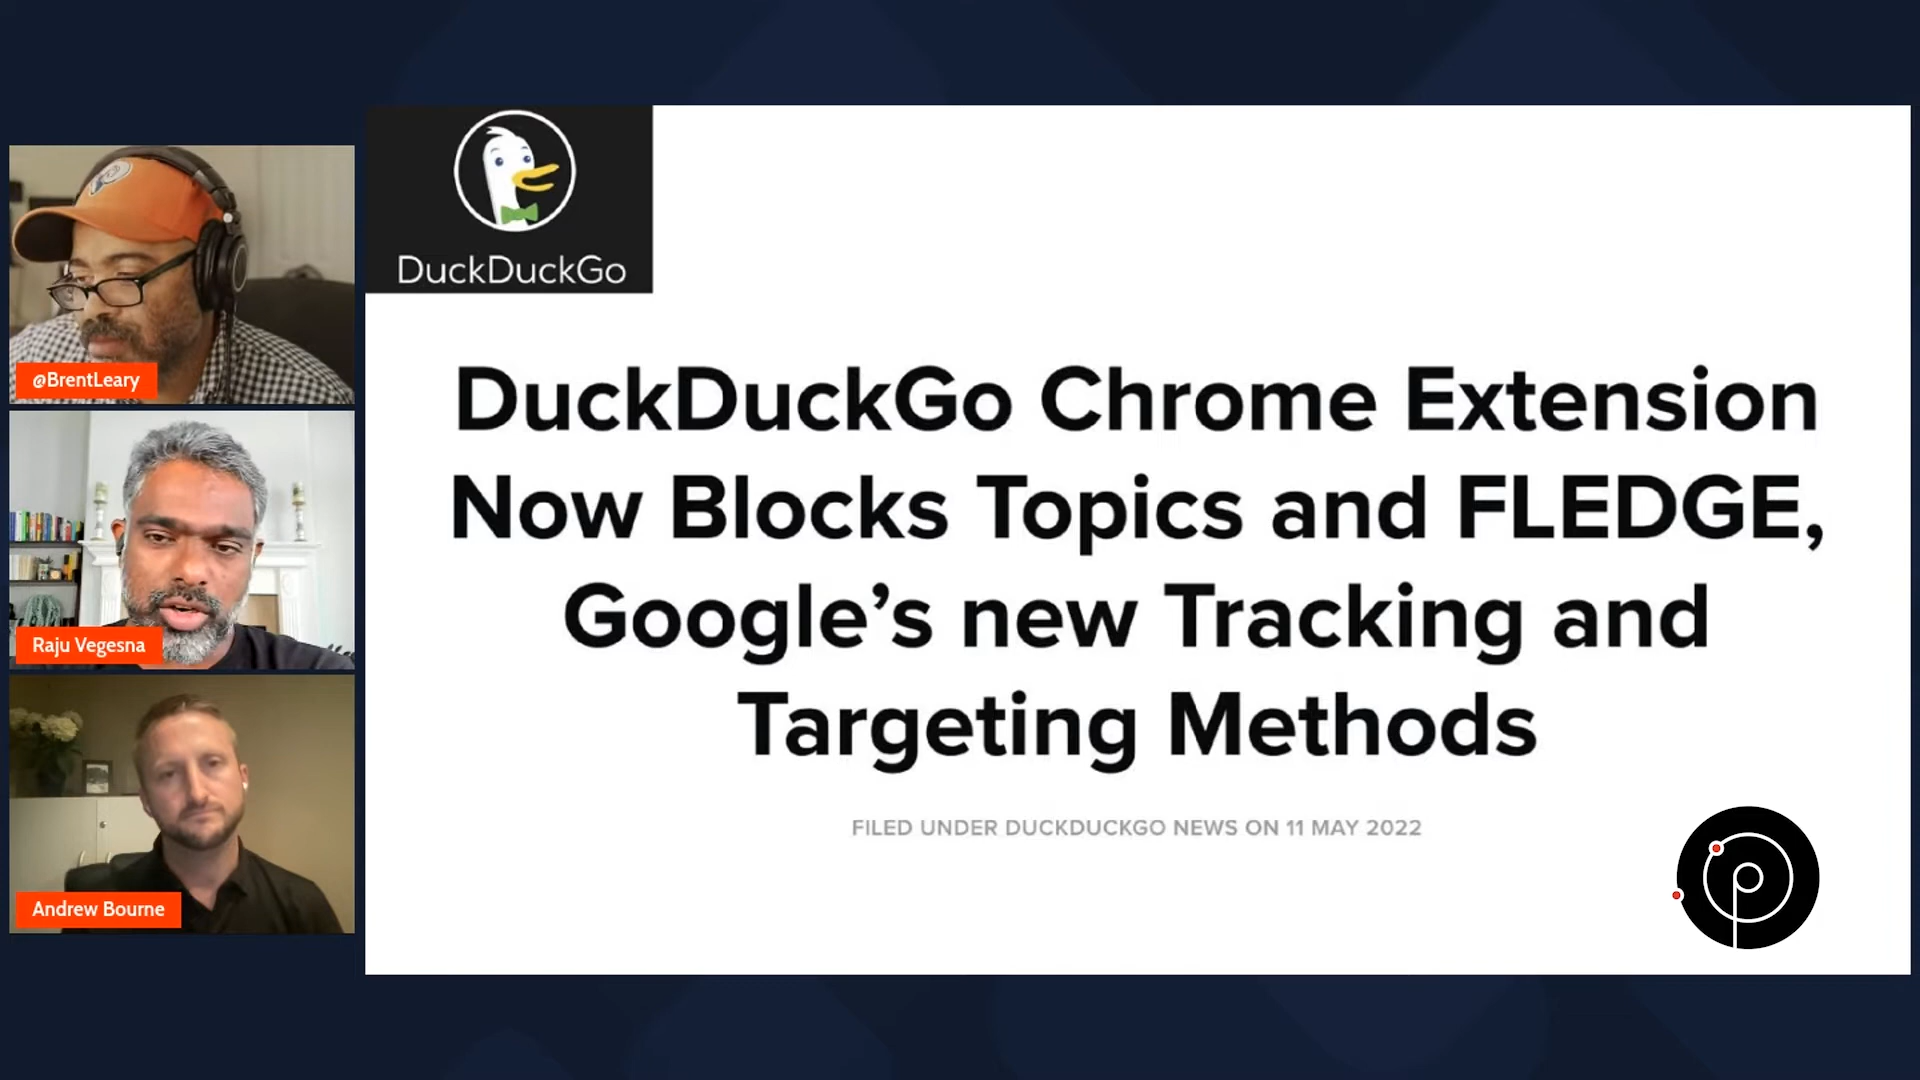 @BrentLeary
Raju Vegesna
Andrew Bourne
DuckDuckGo
DuckDuckGo Chrome Extension
Now Blocks Topics and FLEDGE,
Google’s new Tracking and
Targeting Methods
FILED UNDER DUCKDUCKGO NEWS ON 11 MAY 2022